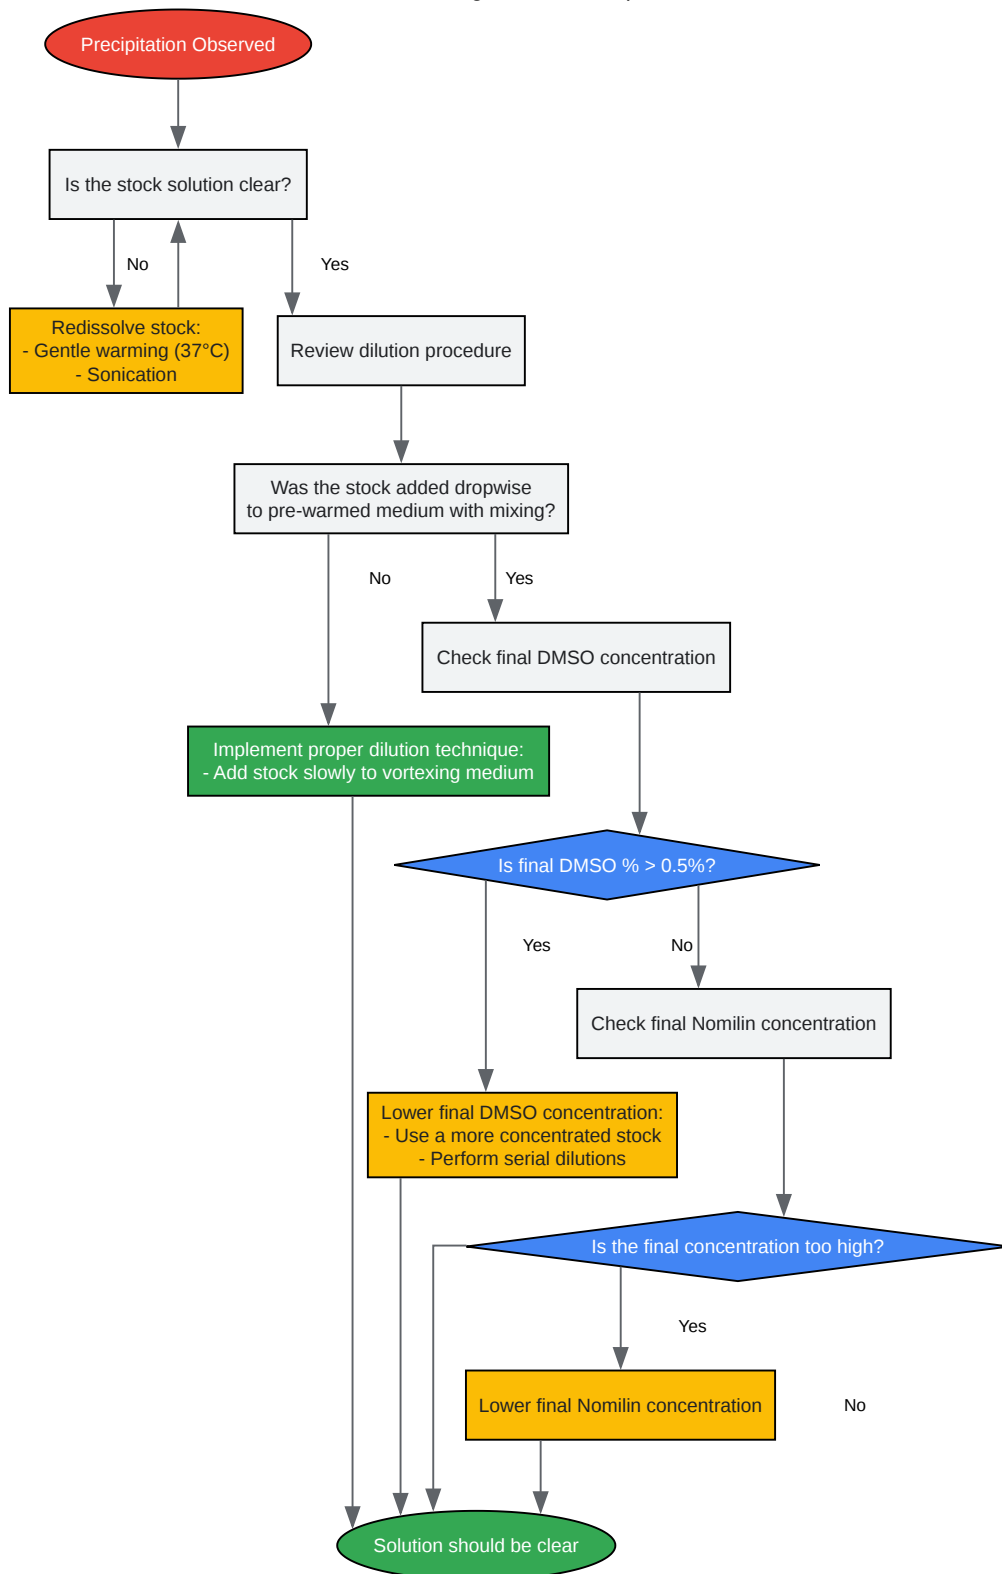 Precipitation Observed
Is the stock solution clear?
No
Yes
Redissolve stock:
- Gentle warming (37°C)
- Sonication
Review dilution procedure
Was the stock added dropwise
to pre-warmed medium with mixing?
No
Yes
Check final DMSO concentration
Implement proper dilution technique:
- Add stock slowly to vortexing medium
Is final DMSO % > 0.5%?
Yes
No
Check final Nomilin concentration
Lower final DMSO concentration:
- Use a more concentrated stock
- Perform serial dilutions
Is the final concentration too high?
Yes
Lower final Nomilin concentration
No
Solution should be clear